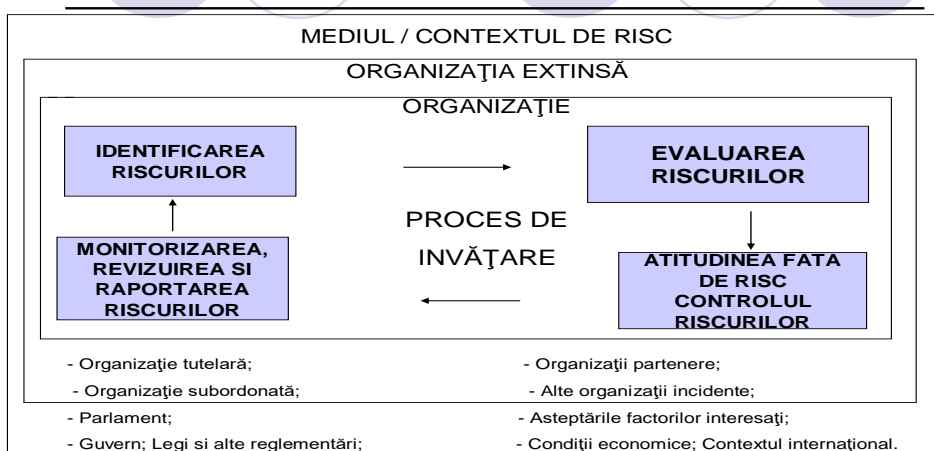 MEDIUL / CONTEXTUL DE RISC
ORGANIZAŢIA EXTINSĂ
ORGANIZAŢIE
IDENTIFICAREA
RISCURILOR
EVALUAREA
RISCURILOR
PROCES DE
INVĂŢARE
MONITORIZAREA,
REVIZUIREA SI
RAPORTAREA
RISCURILOR
ATITUDINEA FATA
DE RISC
CONTROLUL
RISCURILOR
- Organizaţie tutelară;
- Organizaţii partenere;
- Organizaţie subordonată;
- Alte organizaţii incidente;
- Parlament;
- Asteptările factorilor interesaţi;
- Guvern; Legi si alte reglementări;
- Condiţii economice; Contextul internaţional.